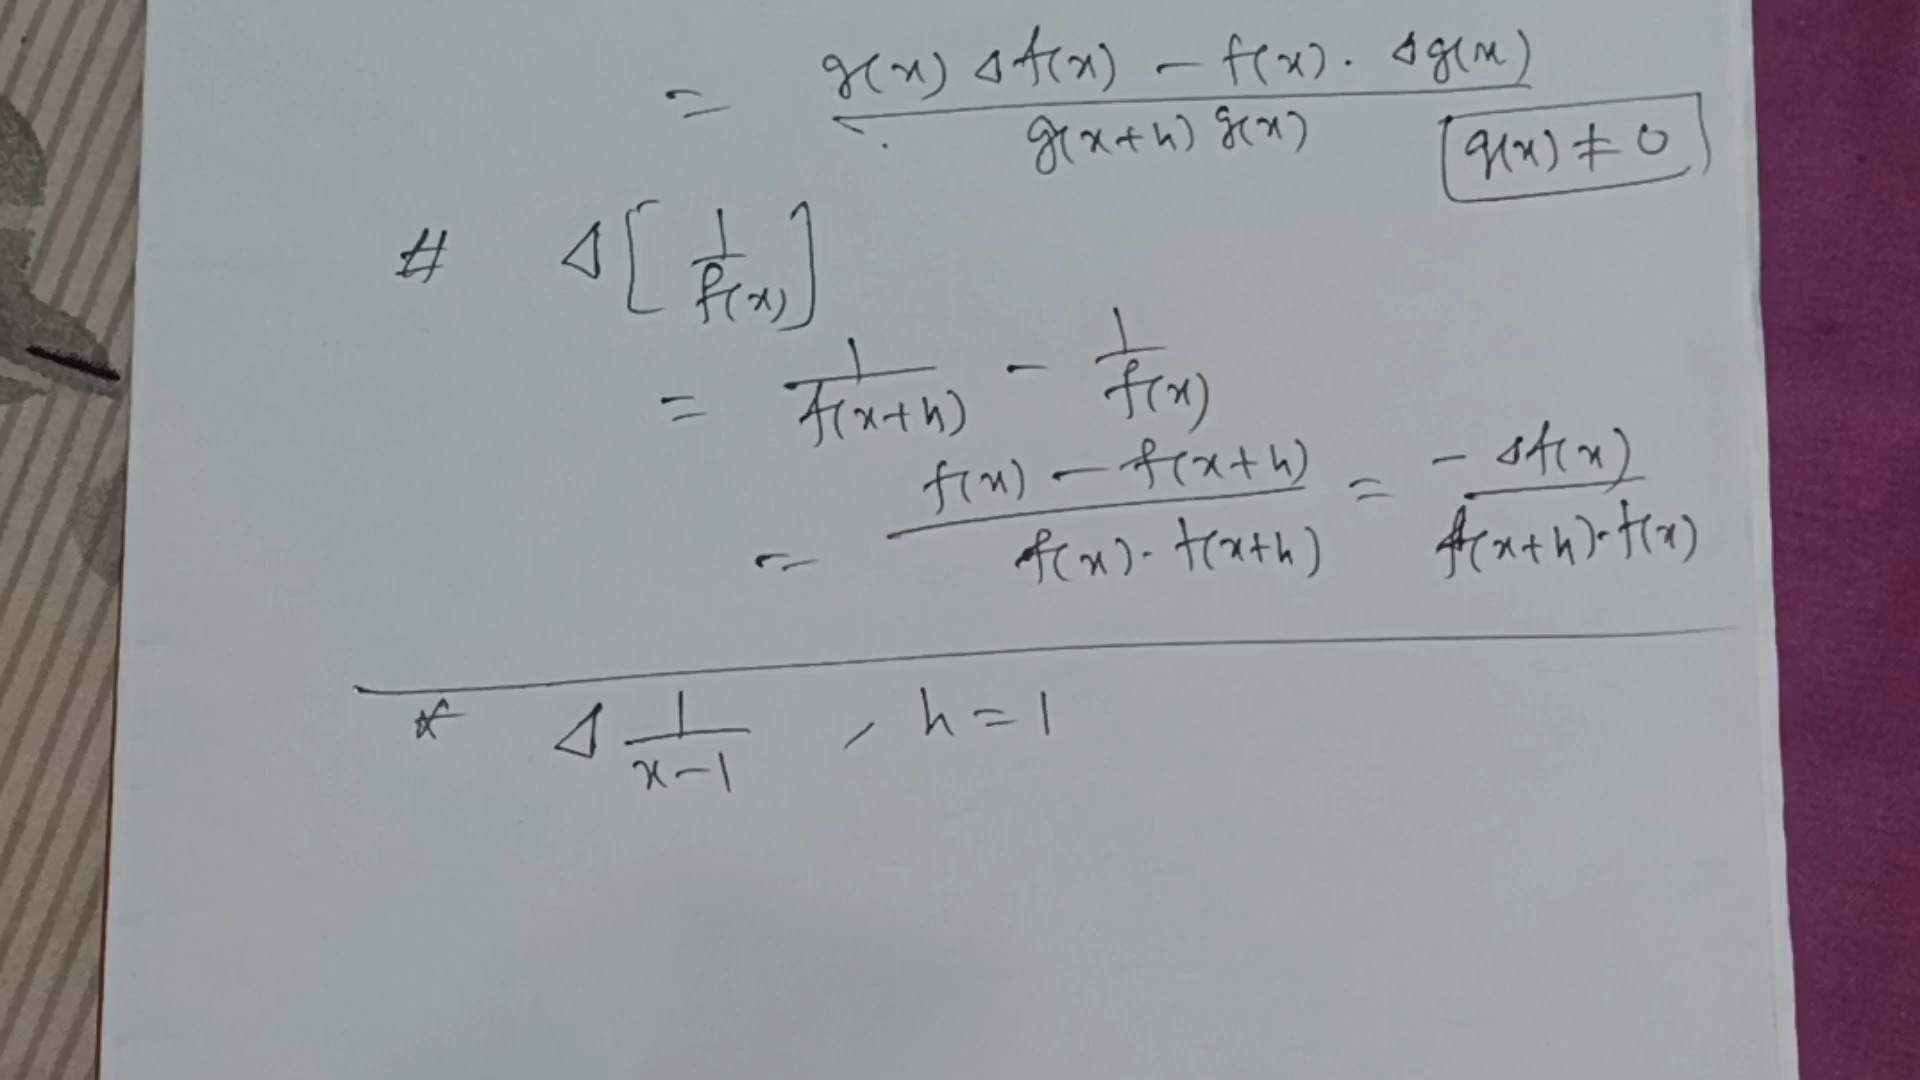 = g(x) Δf(x) - f(x). Δg(x) / g(x+h) g(x)
g(x) ≠ 0
# Δ[1/f(x)]
= 1/f(x+h) - 1/f(x)
= f(x) - f(x+h) / f(x). f(x+h) = - Δf(x) / f(x+h). f(x)
* Δ 1/x-1 , h = 1